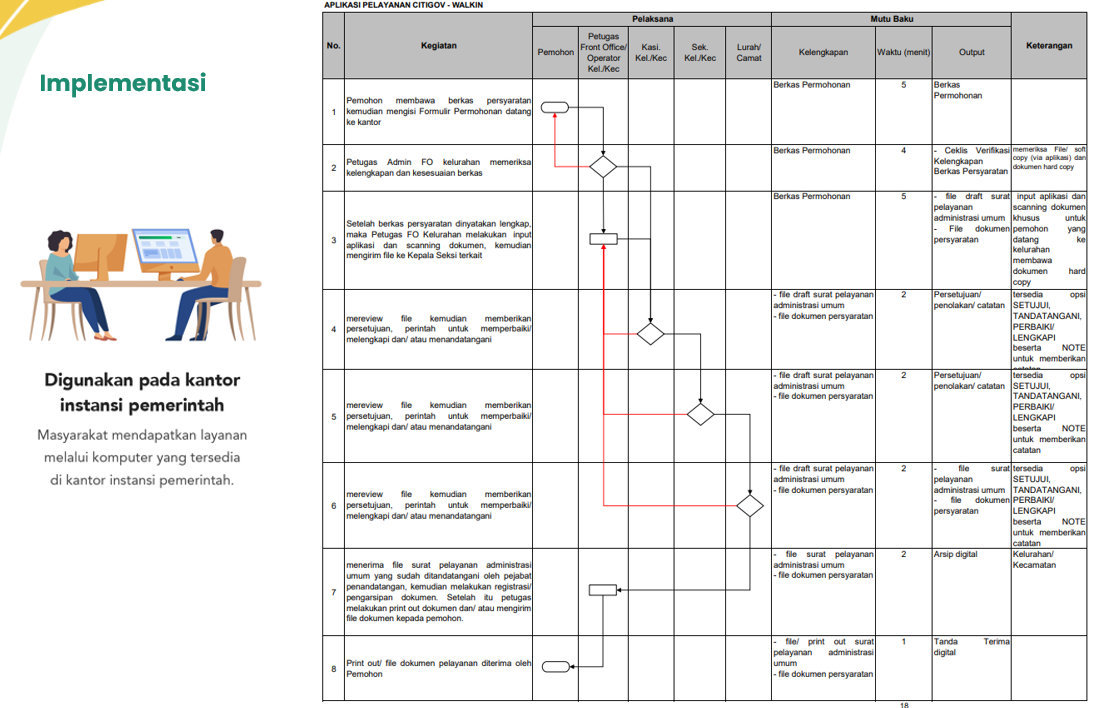 Implementasi
Digunakan pada kantor
instansi pemerintah
Masyarakat mendapatkan layanan
melalui komputer yang tersedia
di kantor instansi pemerintah.
APLIKASI PELAYANAN CITIGOV - WALKIN
No.
Kegiatan
Pelaksana
Mutu Baku
Keterangan
Pemohon
Petugas
Front Office/
Operator
Kel./Kec
Kasi.
Kel./Kec
Sek.
Kel./Kec
Lurah/
Camat
Kelengkapan
Waktu (menit)
Output
1
Pemohon membawa berkas persyaratan
kemudian mengisi Formulir Permohonan datang
ke kantor
Berkas Permohonan
5
Berkas
Permohonan
2
Petugas Admin FO kelurahan memeriksa
kelengkapan dan kesesuaian berkas
Berkas Permohonan
4
- Ceklis Verifikasi
Kelengkapan
Berkas Persyaratan
memeriksa File/ soft
copy (via aplikasi) dan
dokumen hard copy
3
Setelah berkas persyaratan dinyatakan lengkap,
maka Petugas FO Kelurahan melakukan input
aplikasi dan scanning dokumen, kemudian
mengirim file ke Kepala Seksi terkait
Berkas Permohonan
5
- file draft surat
pelayanan
administrasi umum
- File dokumen
persyaratan
input aplikasi dan
scanning dokumen
khusus untuk
pemohon yang
datang ke
kelurahan
membawa
dokumen hard
copy
4
mereview file kemudian memberikan
persetujuan, perintah untuk memperbaiki/
melengkapi dan/ atau menandatangani
- file draft surat pelayanan
administrasi umum
- file dokumen persyaratan
2
Persetujuan/
penolakan/ catatan
tersedia opsi
SETUJUI,
TANDATANGANI,
PERBAIKI/
LENGKAPI
beserta NOTE
untuk memberikan
catatan
5
mereview file kemudian memberikan
persetujuan, perintah untuk memperbaiki/
melengkapi dan/ atau menandatangani
- file draft surat pelayanan
administrasi umum
- file dokumen persyaratan
2
Persetujuan/
penolakan/ catatan
tersedia opsi
SETUJUI,
TANDATANGANI,
PERBAIKI/
LENGKAPI
beserta NOTE
untuk memberikan
catatan
6
mereview file kemudian memberikan
persetujuan, perintah untuk memperbaiki/
melengkapi dan/ atau menandatangani
- file draft surat pelayanan
administrasi umum
- file dokumen persyaratan
2
- file surat
pelayanan
administrasi umum
- file dokumen
persyaratan
tersedia opsi
SETUJUI,
TANDATANGANI,
PERBAIKI/
LENGKAPI
beserta NOTE
untuk memberikan
catatan
7
menerima file surat pelayanan administrasi
umum yang sudah ditandatangani oleh pejabat
penandatangan, kemudian melakukan registrasi/
pengarsipan dokumen. Setelah itu petugas
melakukan print out dokumen dan/ atau mengirim
file dokumen kepada pemohon.
- file surat pelayanan
administrasi umum
- file dokumen persyaratan
2
Arsip digital
Kelurahan/
Kecamatan
8
Print out/ file dokumen pelayanan diterima oleh
Pemohon
- file/ print out surat
pelayanan administrasi
umum
- file dokumen persyaratan
1
Tanda Terima
digital
18